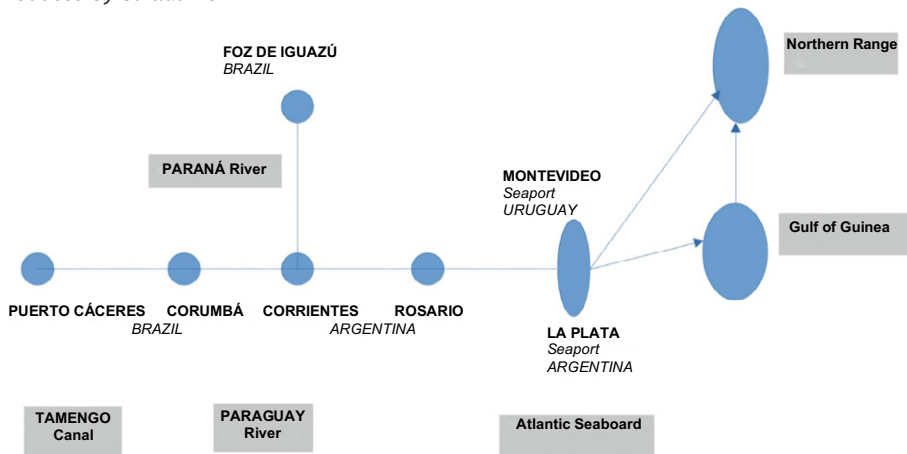 FOZ DE IGUAZÚ
BRAZIL
Northern Range
PARANÁ River
MONTEVIDEO
Seaport
URUGUAY
Gulf of Guinea
PUERTO CÁCERES
CORUMBÁ
CORRIENTES
ROSARIO
BRAZIL
ARGENTINA
LA PLATA
Seaport
ARGENTINA
TAMENGO
Canal
PARAGUAY
River
Atlantic Seaboard